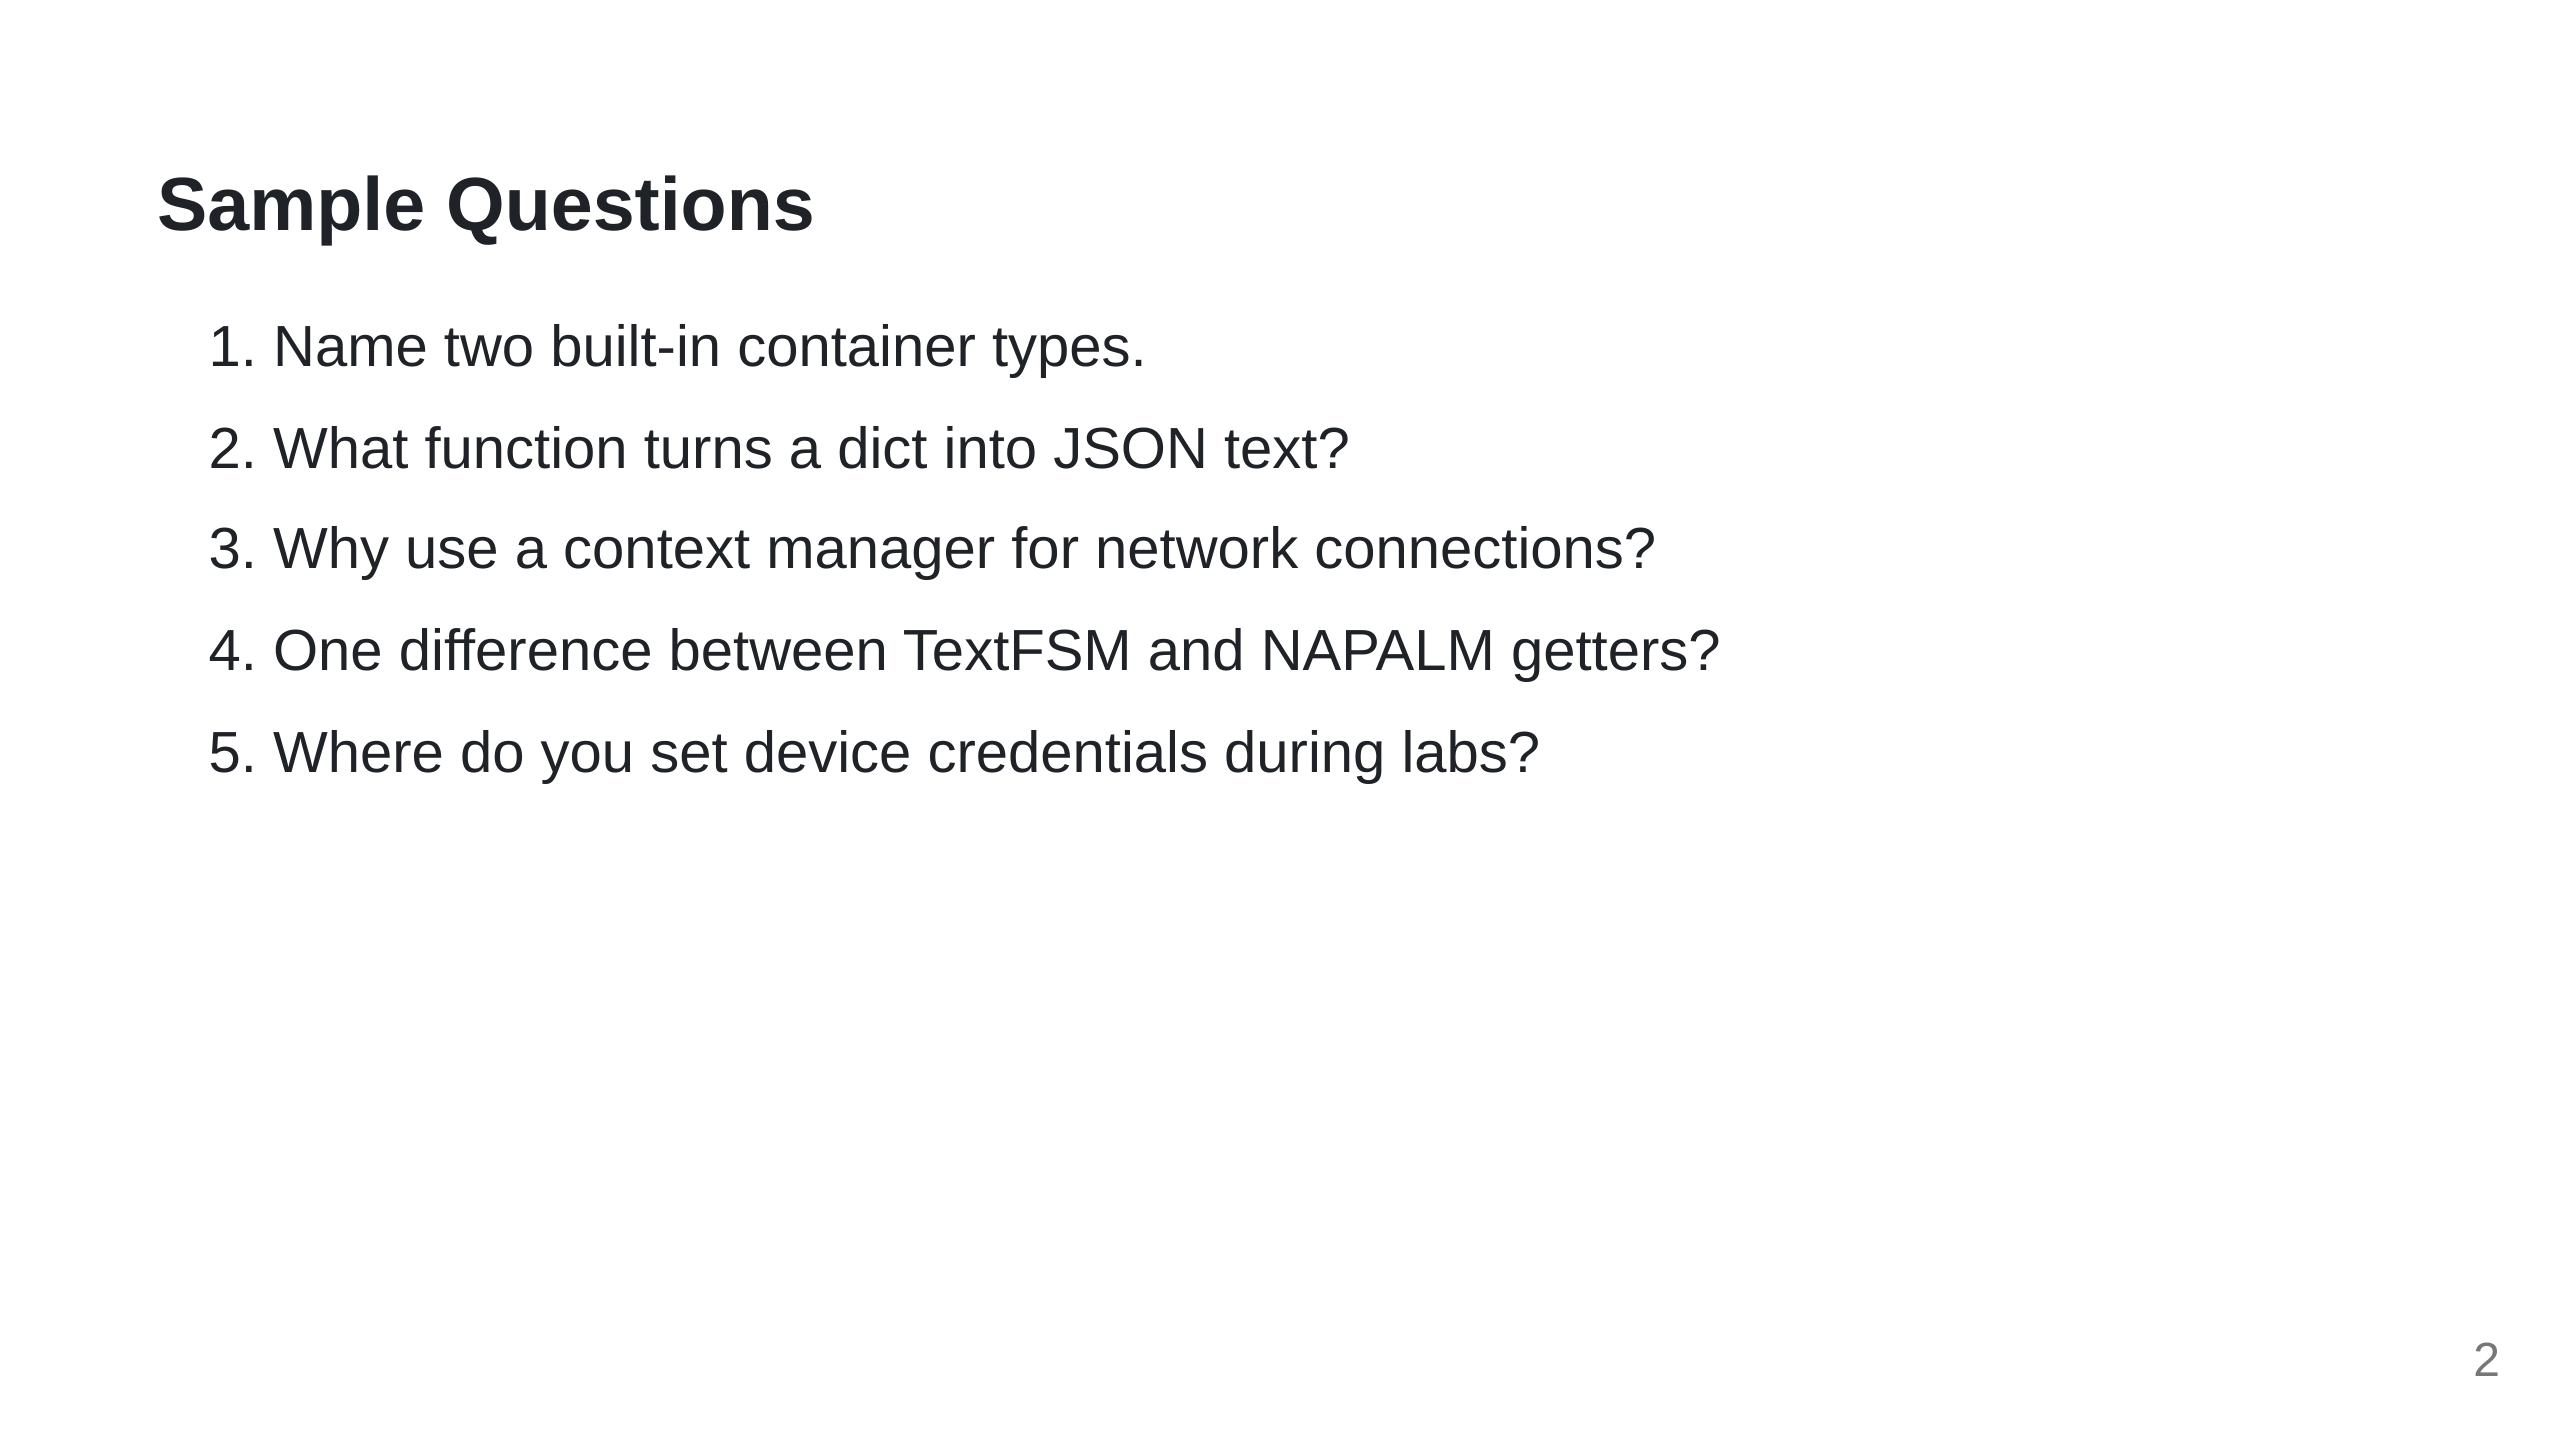 Sample Questions
1. Name two built-in container types.
2. What function turns a dict into JSON text?
3. Why use a context manager for network connections?
4. One difference between TextFSM and NAPALM getters?
5. Where do you set device credentials during labs?
2